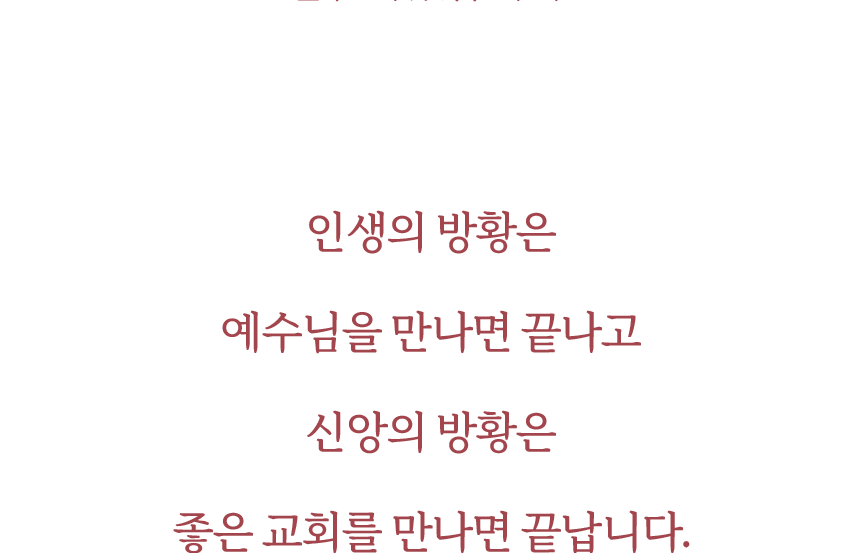 인생의 방황은
예수님을 만나면 끝나고
신앙의 방황은
좋은 교회를 만나면 끝납니다.